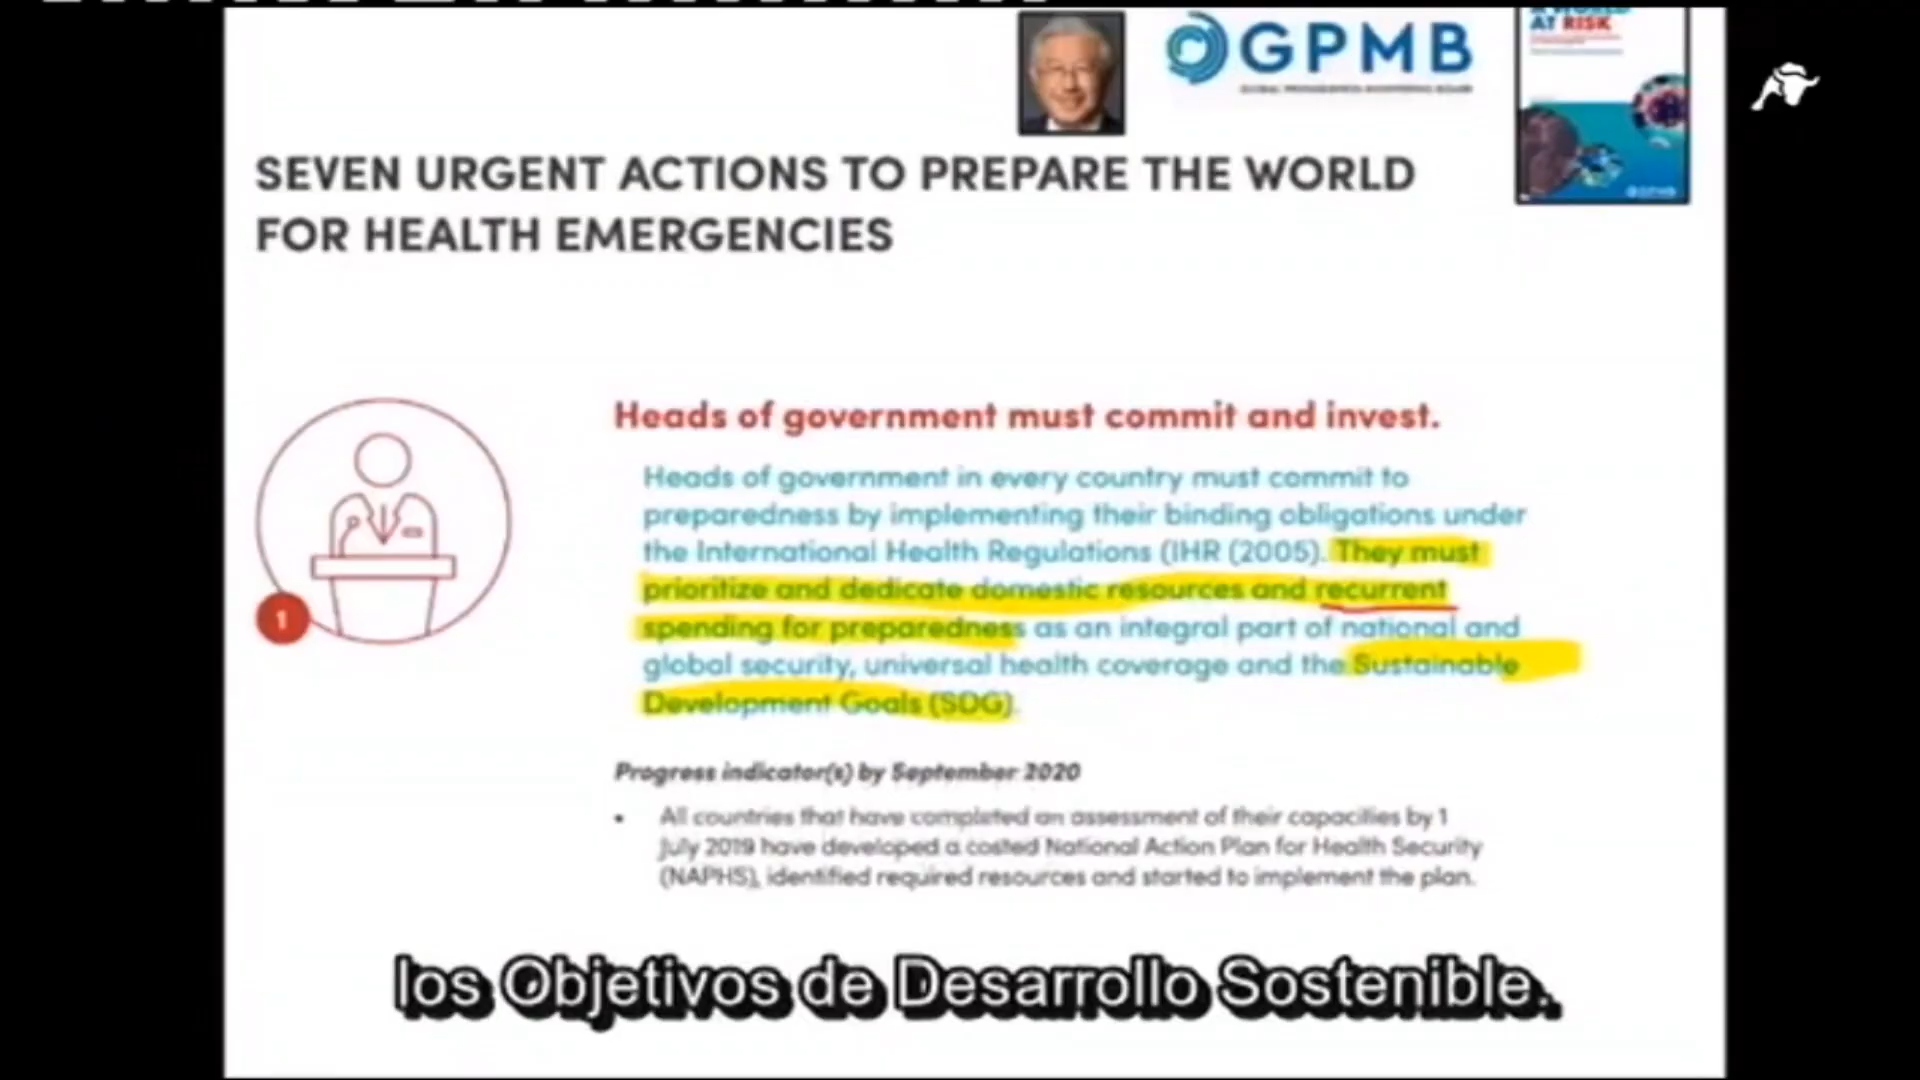 GPMB
A WORLD
AT RISK
SEVEN URGENT ACTIONS TO PREPARE THE WORLD
FOR HEALTH EMERGENCIES
Heads of government must commit and invest.
Heads of government in every country must commit to
preparedness by implementing their binding obligations under
the International Health Regulations (IHR (2005). They must
prioritize and dedicate domestic resources and recurrent
spending for preparedness as an integral part of national and
global security, universal health coverage and the Sustainable
Development Goals (SDG).
1
Progress indicator(s) by September 2020
• All countries that have completed an assessment of their capacities by 1
July 2019 have developed a costed National Action Plan for Health Security
(NAPHS), identified required resources and started to implement the plan.
los Objetivos de Desarrollo Sostenible.